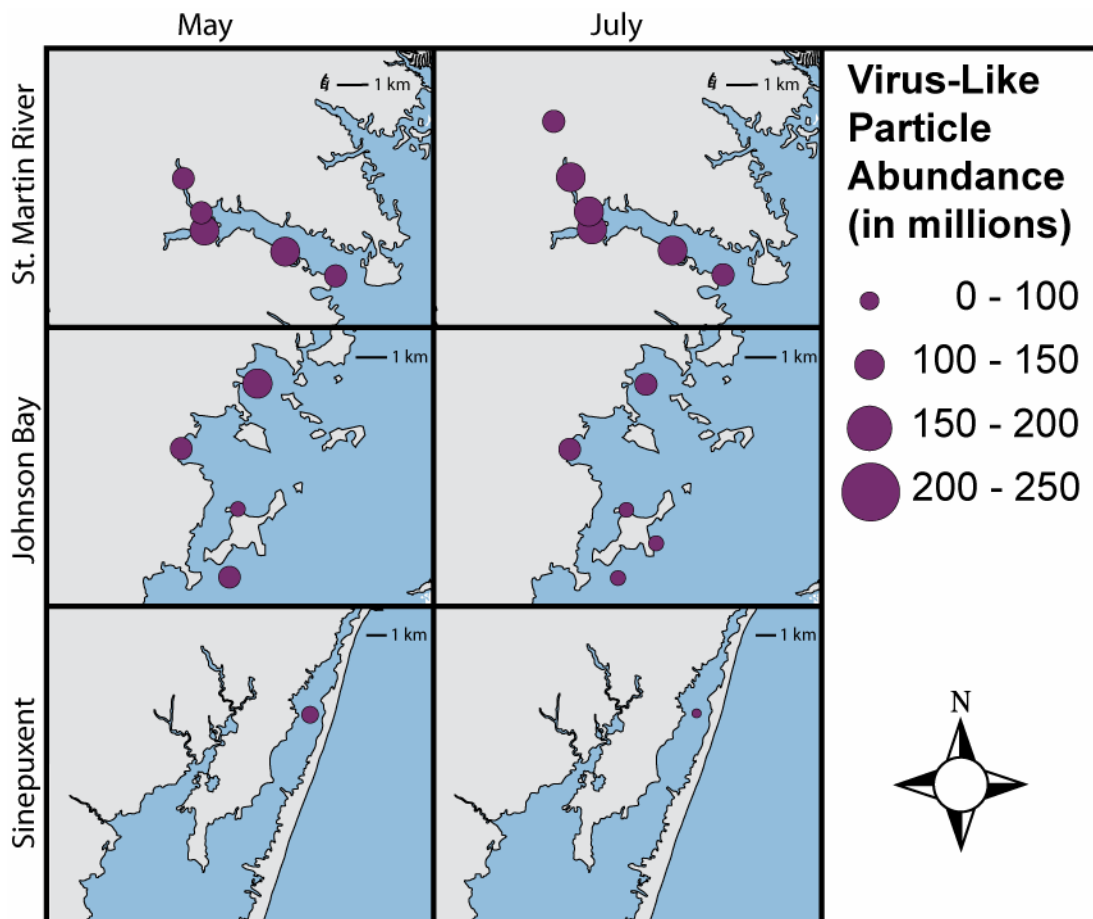 May
July
St. Martin River
1 km
1 km
Johnson Bay
1 km
1 km
Sinepuxent
1 km
1 km
Virus-Like
Particle
Abundance
(in millions)
0 - 100
100 - 150
150 - 200
200 - 250
N